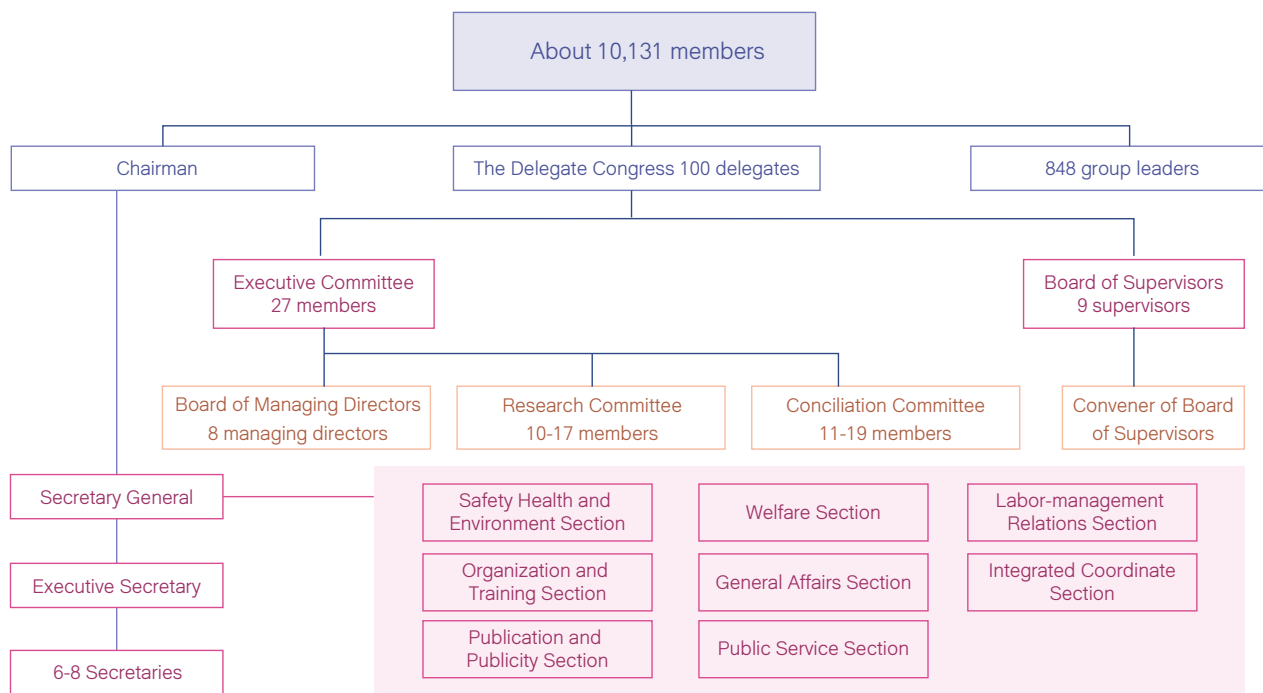 About 10,131 members
Chairman
The Delegate Congress 100 delegates
848 group leaders
Executive Committee
27 members
Board of Supervisors
9 supervisors
Board of Managing Directors
8 managing directors
Research Committee
10-17 members
Conciliation Committee
11-19 members
Convener of Board
of Supervisors
Secretary General
Safety Health and
Environment Section
Welfare Section
Labor-management
Relations Section
Executive Secretary
Organization and
Training Section
General Affairs Section
Integrated Coordinate
Section
6-8 Secretaries
Publication and
Publicity Section
Public Service Section